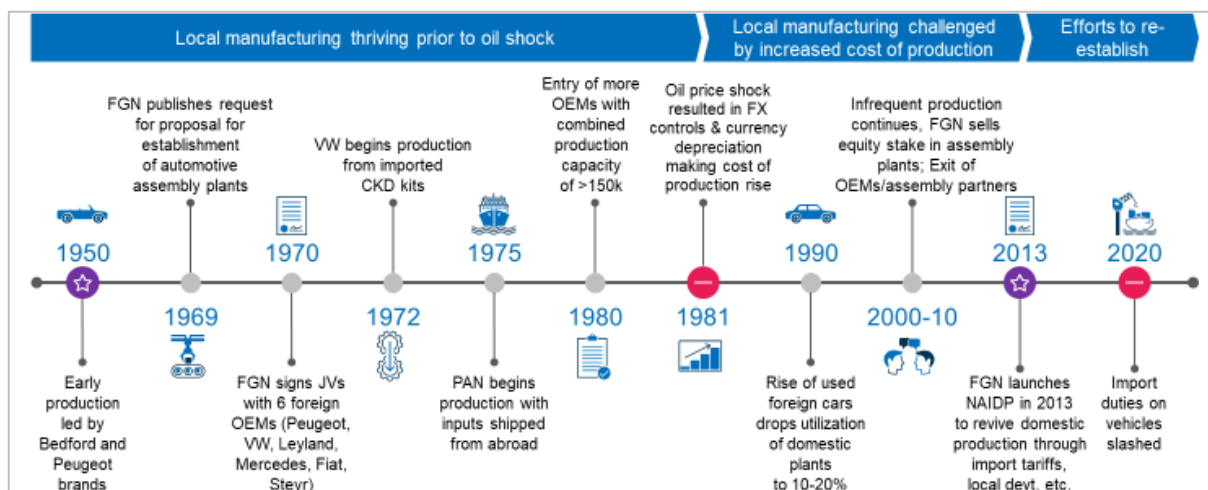 Local manufacturing thriving prior to oil shock
Local manufacturing challenged
by increased cost of production
Efforts to re-
establish
FGN publishes request
for proposal for
establishment
of automotive
assembly plants
VW begins production
from imported
CKD kits
Entry of more
OEMs with
combined
production
capacity
of >150k
Oil price shock
resulted in FX
controls & currency
depreciation
making cost of
production rise
Infrequent production
continues, FGN sells
equity stake in assembly
plants; Exit of
OEMs/assembly partners
1950
1970
1975
1990
2013
2020
1969
1972
1980
1981
2000-10
Early
production
led by
Bedford and
Peugeot
brands
FGN signs JVs
with 6 foreign
OEMs (Peugeot,
VW, Leyland,
Mercedes, Fiat,
Steyr)
PAN begins
production with
inputs shipped
from abroad
Rise of used
foreign cars
drops utilization
of domestic
plants
to 10-20%
FGN launches
NAIDP in 2013
to revive domestic
production through
import tariffs,
local devt. etc.
Import
duties on
vehicles
slashed